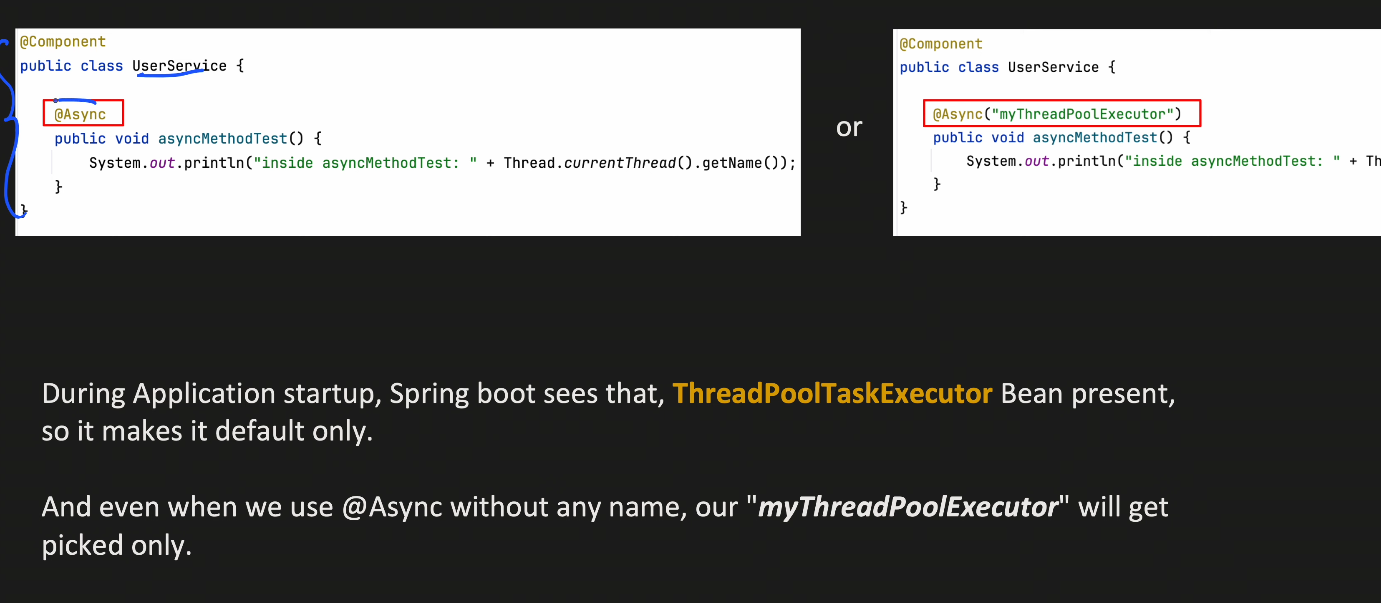 @Component
public class UserService {
@Async
public void asyncMethodTest() {
System.out.println("inside asyncMethodTest: " + Thread.currentThread().getName());
}
}
or
@Component
public class UserService {
@Async("myThreadPoolExecutor")
public void asyncMethodTest() {
System.out.println("inside asyncMethodTest: " + Th
}
}
During Application startup, Spring boot sees that, ThreadPoolTaskExecutor Bean present,
so it makes it default only.
And even when we use @Async without any name, our "myThreadPoolExecutor" will get
picked only.